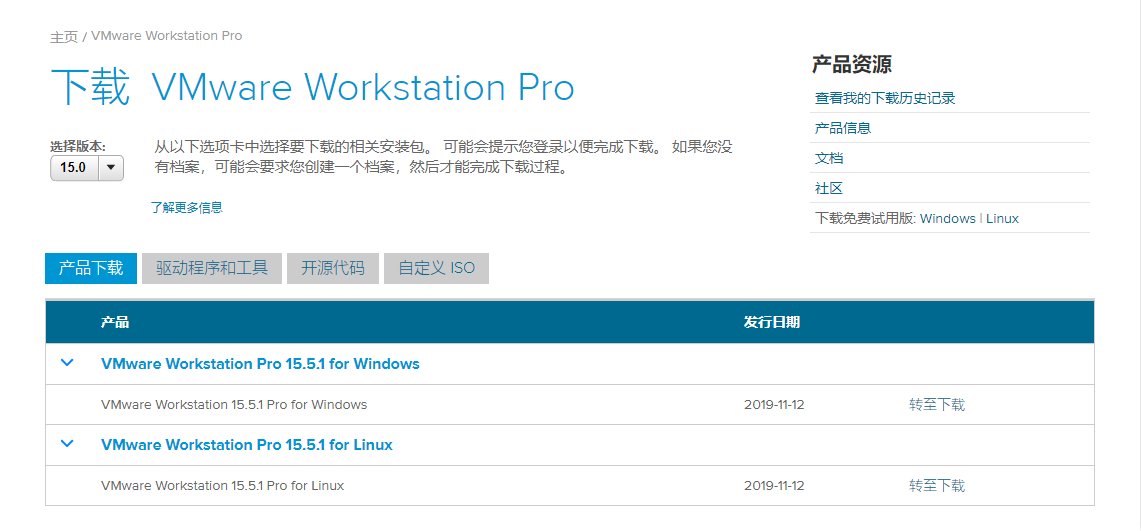 主页 / VMware Workstation Pro
下载 VMware Workstation Pro
选择版本:
15.0
从以下选项卡中选择要下载的相关安装包。 可能会提示您登录以便完成下载。 如果您没
有档案，可能会要求您创建一个档案，然后才能完成下载过程。
了解更多信息
产品资源
查看我的下载历史记录
产品信息
文档
社区
下载免费试用版: Windows | Linux
产品下载 驱动程序和工具 开源代码 自定义 ISO
产品 发行日期
VMware Workstation Pro 15.5.1 for Windows
VMware Workstation 15.5.1 Pro for Windows 2019-11-12 转至下载
VMware Workstation Pro 15.5.1 for Linux
VMware Workstation 15.5.1 Pro for Linux 2019-11-12 转至下载